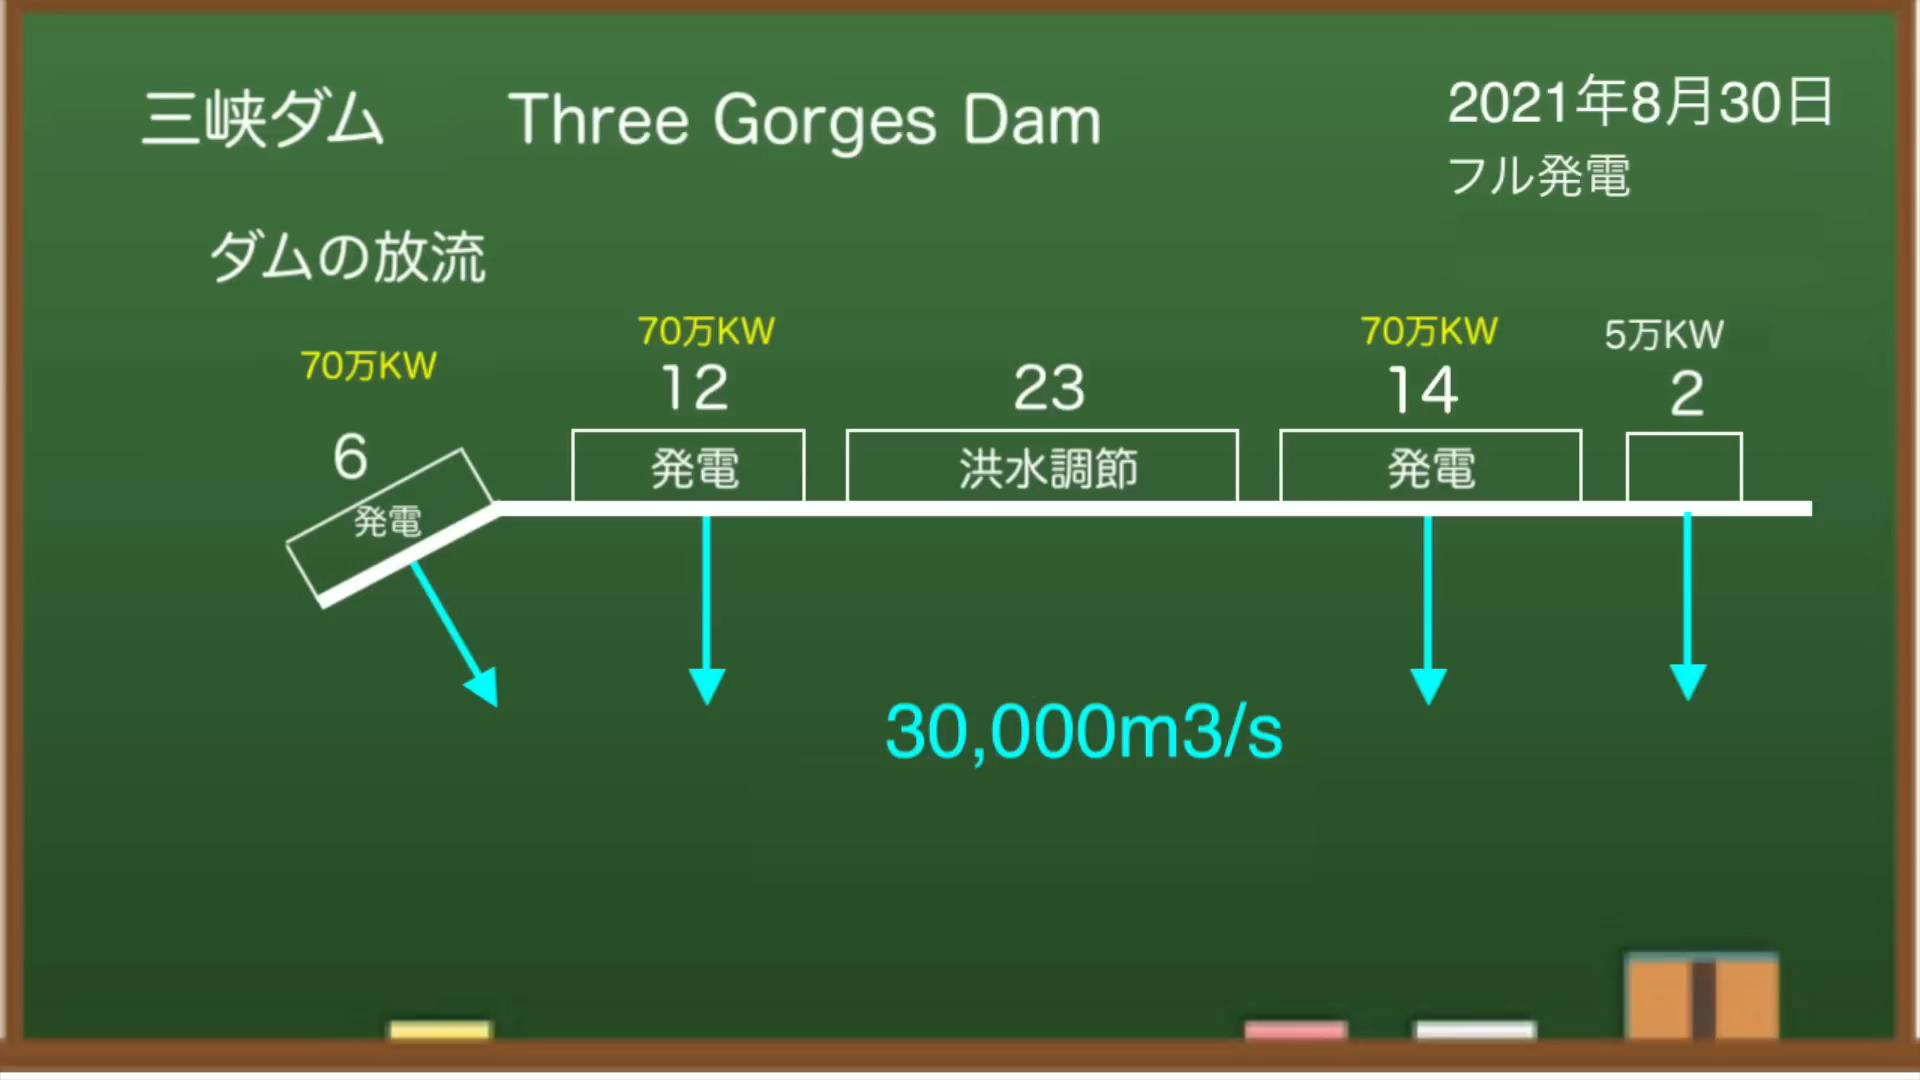 三峡ダム Three Gorges Dam
2021年8月30日
フル発電
ダムの放流
70万KW
70万KW
70万KW
5万KW
6
12
23
14
2
発電
発電
洪水調節
発電
30,000m3/s